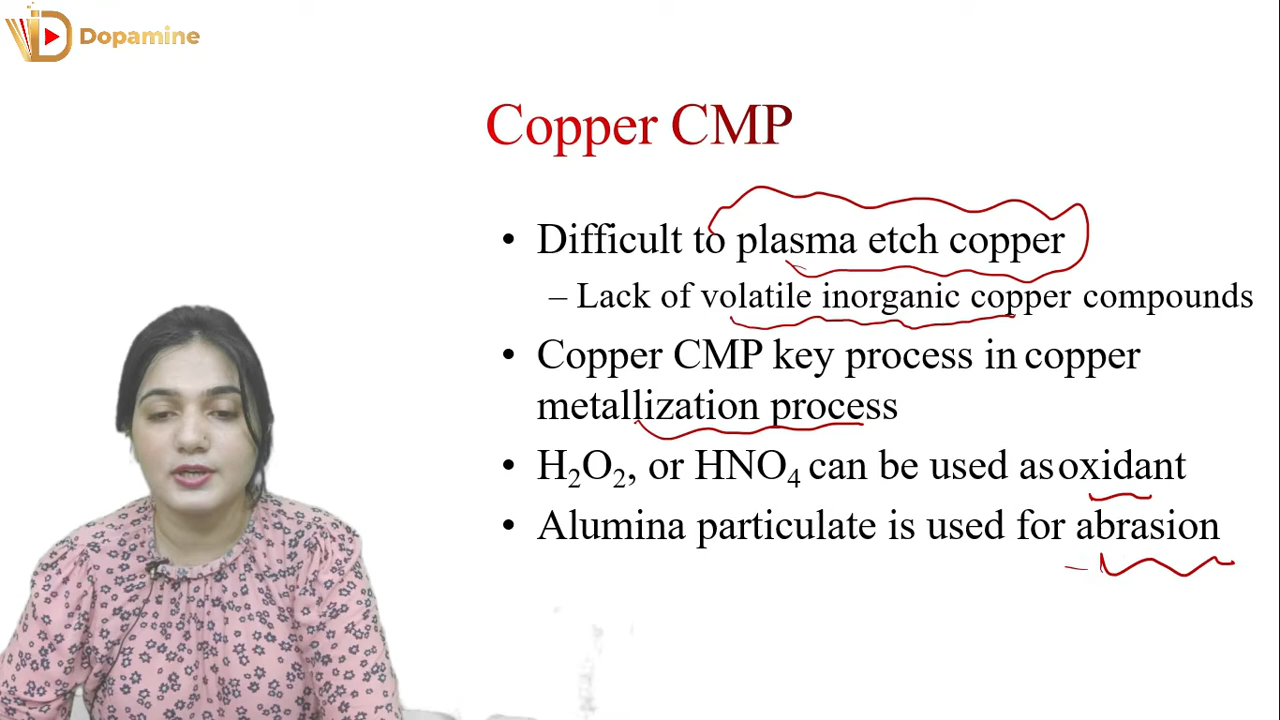 Dopamine
Copper CMP
• Difficult to plasma etch copper
– Lack of volatile inorganic copper compounds
• Copper CMP key process in copper
metallization process
• H₂O₂, or HNO₄ can be used as oxidant
• Alumina particulate is used for abrasion